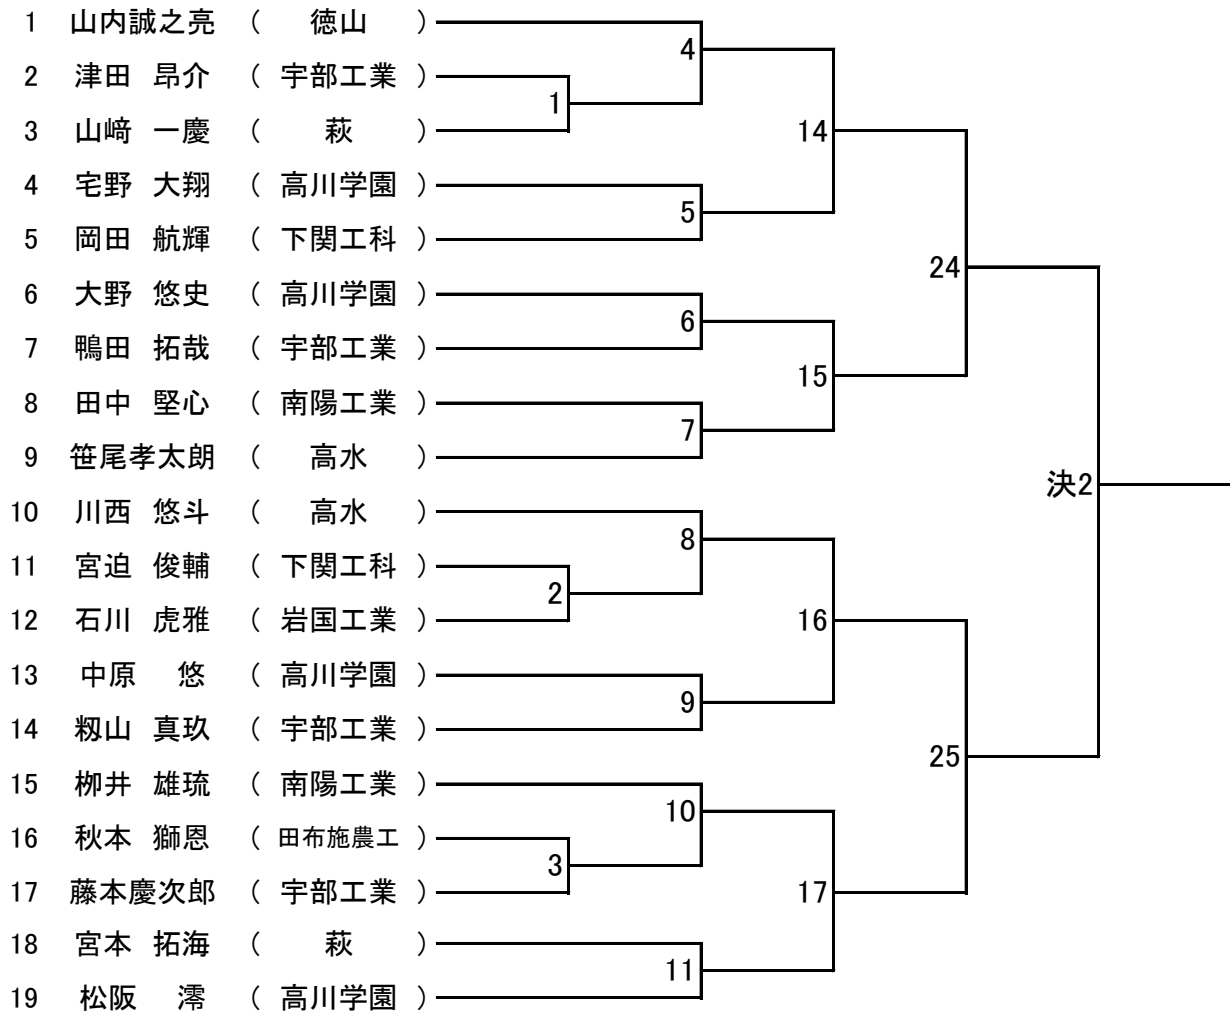 1 山内誠之亮 ( 徳山 )
4
2 津田 昂介 ( 宇部工業 )
1
3 山﨑 一慶 ( 萩 )
14
4 宅野 大翔 ( 高川学園 )
5
5 岡田 航輝 ( 下関工科 )
24
6 大野 悠史 ( 高川学園 )
6
7 鴨田 拓哉 ( 宇部工業 )
15
8 田中 堅心 ( 南陽工業 )
7
9 笹尾孝太朗 ( 高水 )
決2
10 川西 悠斗 ( 高水 )
8
11 宮迫 俊輔 ( 下関工科 )
2
12 石川 虎雅 ( 岩国工業 )
16
13 中原 悠 ( 高川学園 )
9
14 籾山 真玖 ( 宇部工業 )
25
15 栁井 雄琉 ( 南陽工業 )
10
16 秋本 獅恩 ( 田布施農工 )
3
17 藤本慶次郎 ( 宇部工業 )
17
18 宮本 拓海 ( 萩 )
11
19 松阪 澪 ( 高川学園 )